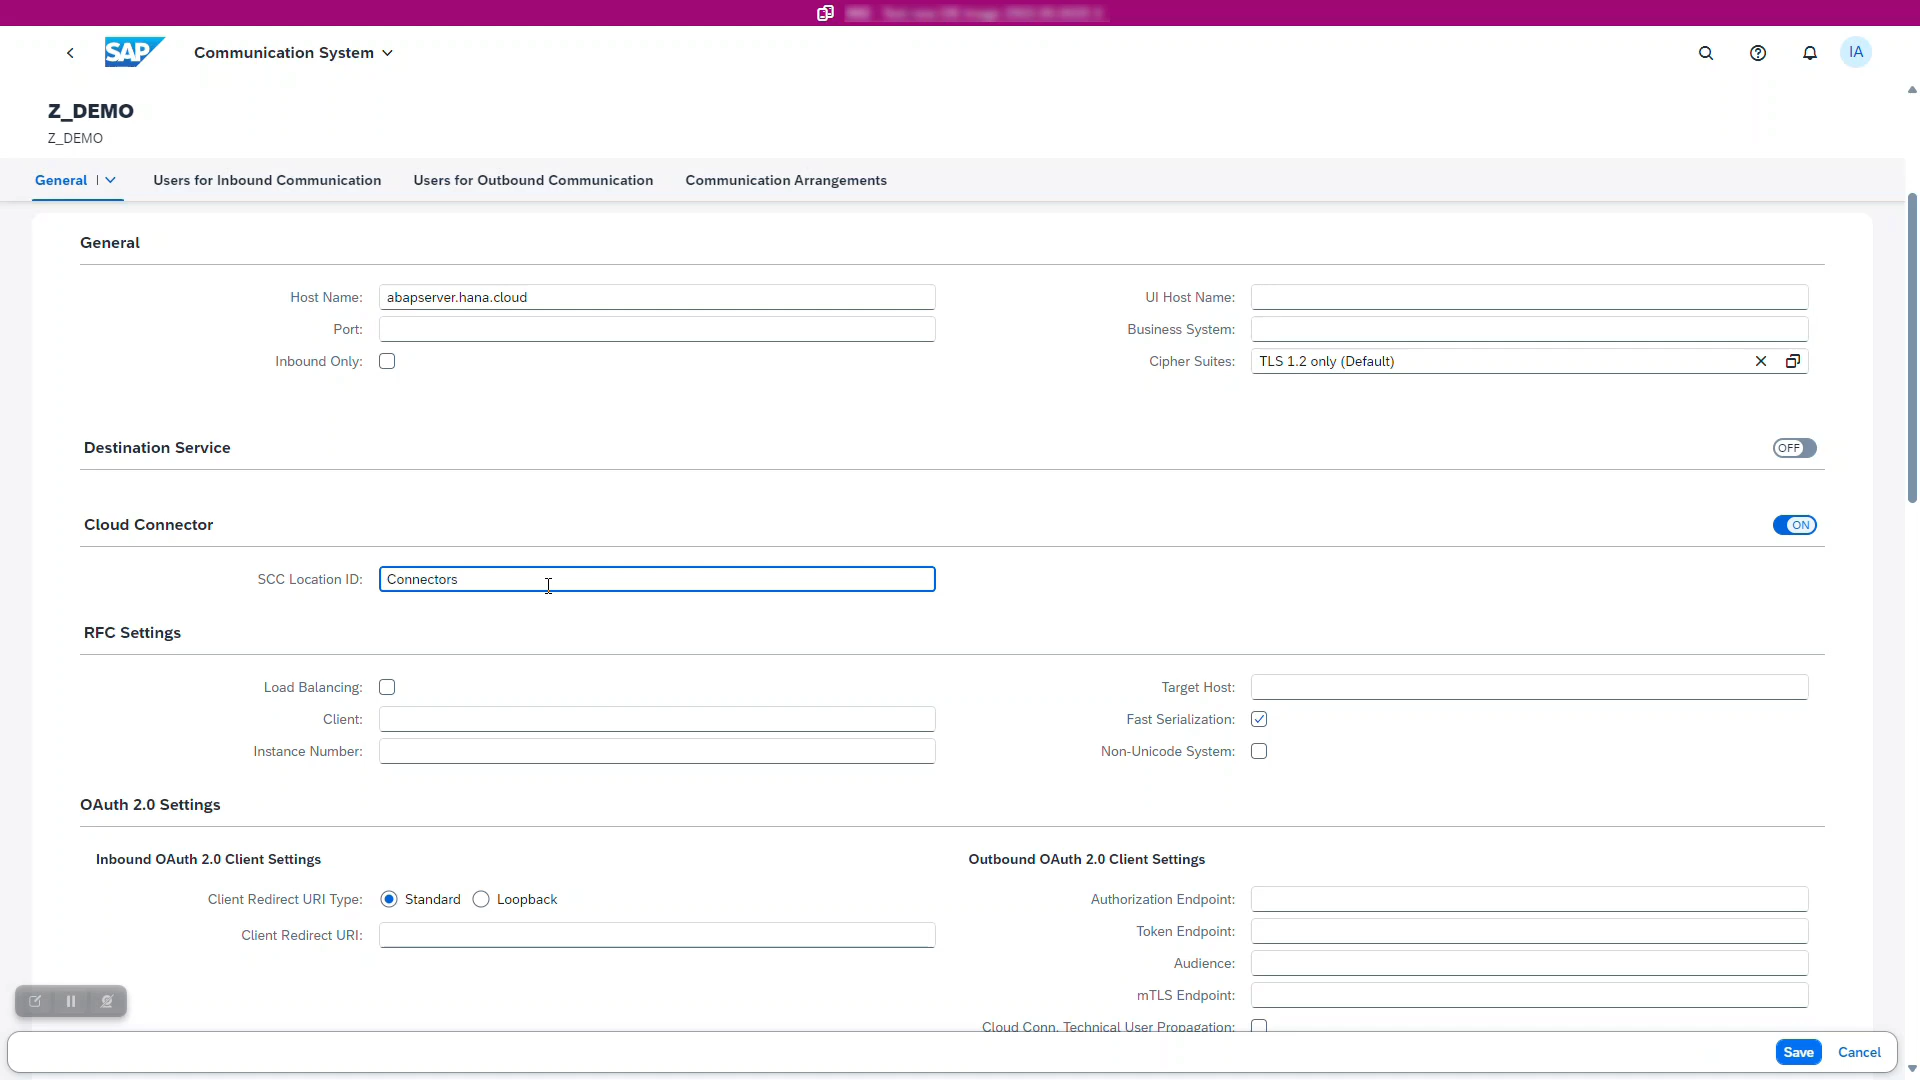 SAP
Communication System
IA
Z_DEMO
Z_DEMO
General
Users for Inbound Communication
Users for Outbound Communication
Communication Arrangements
General
Host Name: abapserver.hana.cloud
UI Host Name:
Port:
Business System:
Inbound Only:
Cipher Suites: TLS 1.2 only (Default)
Destination Service
OFF
Cloud Connector
ON
SCC Location ID: Connectors
RFC Settings
Load Balancing:
Target Host:
Client:
Fast Serialization:
Instance Number:
Non-Unicode System:
OAuth 2.0 Settings
Inbound OAuth 2.0 Client Settings
Outbound OAuth 2.0 Client Settings
Client Redirect URI Type: Standard Loopback
Authorization Endpoint:
Client Redirect URI:
Token Endpoint:
Audience:
mTLS Endpoint:
Cloud Conn. Technical User Propagation:
Save
Cancel